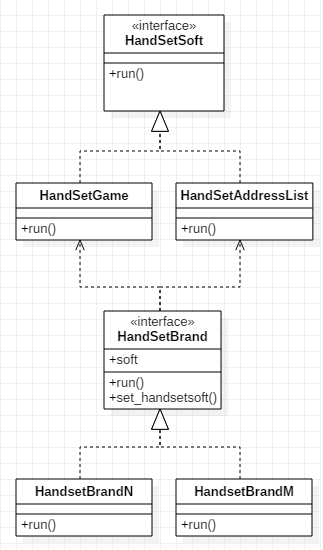 «interface»
HandSetSoft
+run()
HandSetGame
+run()
HandSetAddressList
+run()
«interface»
HandSetBrand
+soft
+run()
+set_handsetsoft()
HandsetBrandN
+run()
HandsetBrandM
+run()